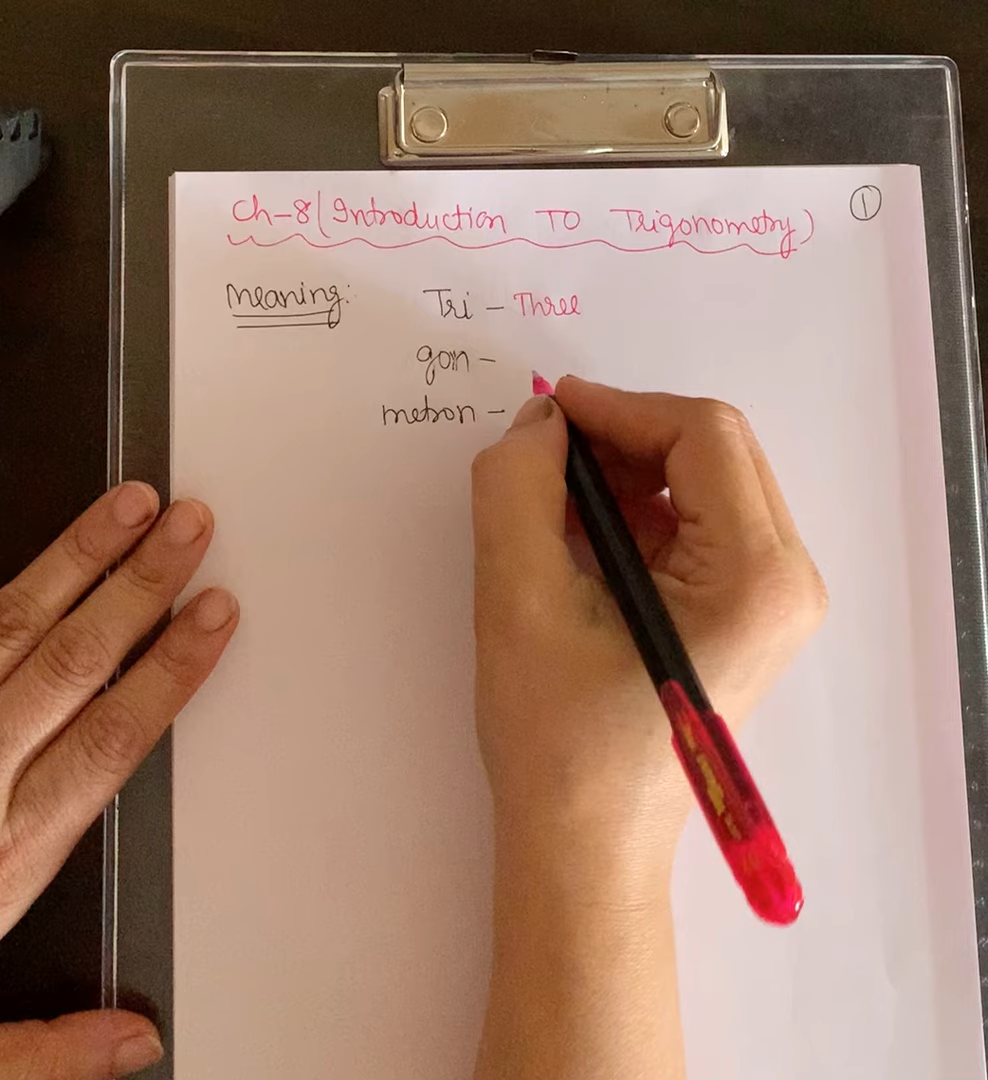 Ch-8(Introduction TO Trigonometry) 1
Meaning: Tri - Three
gon -
metron -